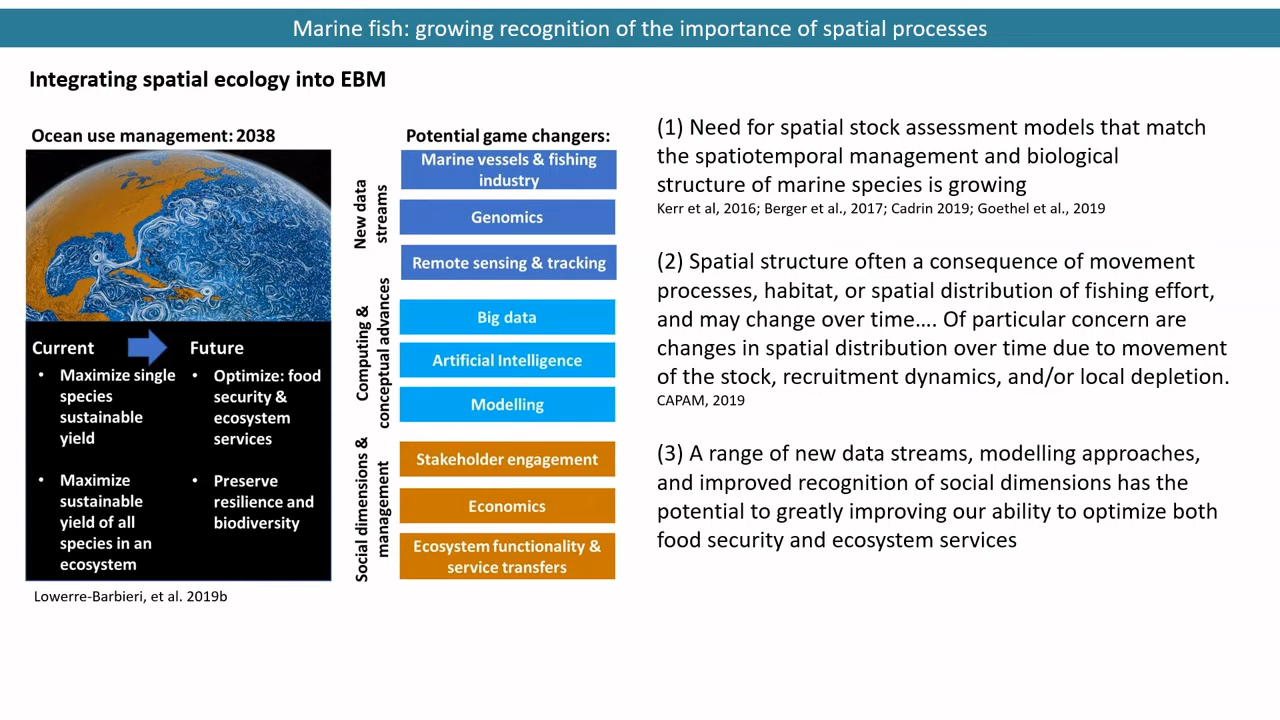 Marine fish: growing recognition of the importance of spatial processes
Integrating spatial ecology into EBM
Ocean use management: 2038
Current
Future
• Maximize single
species
sustainable
yield
• Maximize
sustainable
yield of all
species in an
ecosystem
• Optimize: food
security &
ecosystem
services
• Preserve
resilience and
biodiversity
Lowerre-Barbieri, et al. 2019b
Potential game changers:
New data
streams
Marine vessels & fishing
industry
Genomics
Remote sensing & tracking
Computing &
conceptual advances
Big data
Artificial Intelligence
Modelling
Social dimensions &
management
Stakeholder engagement
Economics
Ecosystem functionality &
service transfers
(1) Need for spatial stock assessment models that match
the spatiotemporal management and biological
structure of marine species is growing
Kerr et al, 2016; Berger et al., 2017; Cadrin 2019; Goethel et al., 2019
(2) Spatial structure often a consequence of movement
processes, habitat, or spatial distribution of fishing effort,
and may change over time…. Of particular concern are
changes in spatial distribution over time due to movement
of the stock, recruitment dynamics, and/or local depletion.
CAPAM, 2019
(3) A range of new data streams, modelling approaches,
and improved recognition of social dimensions has the
potential to greatly improving our ability to optimize both
food security and ecosystem services